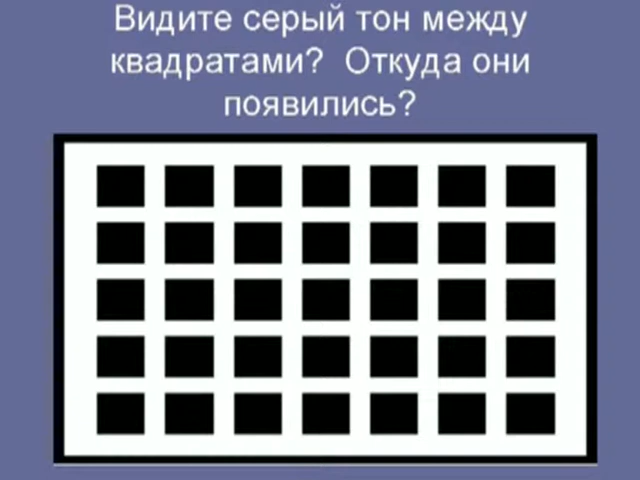 Видите серый тон между
квадратами? Откуда они
появились?